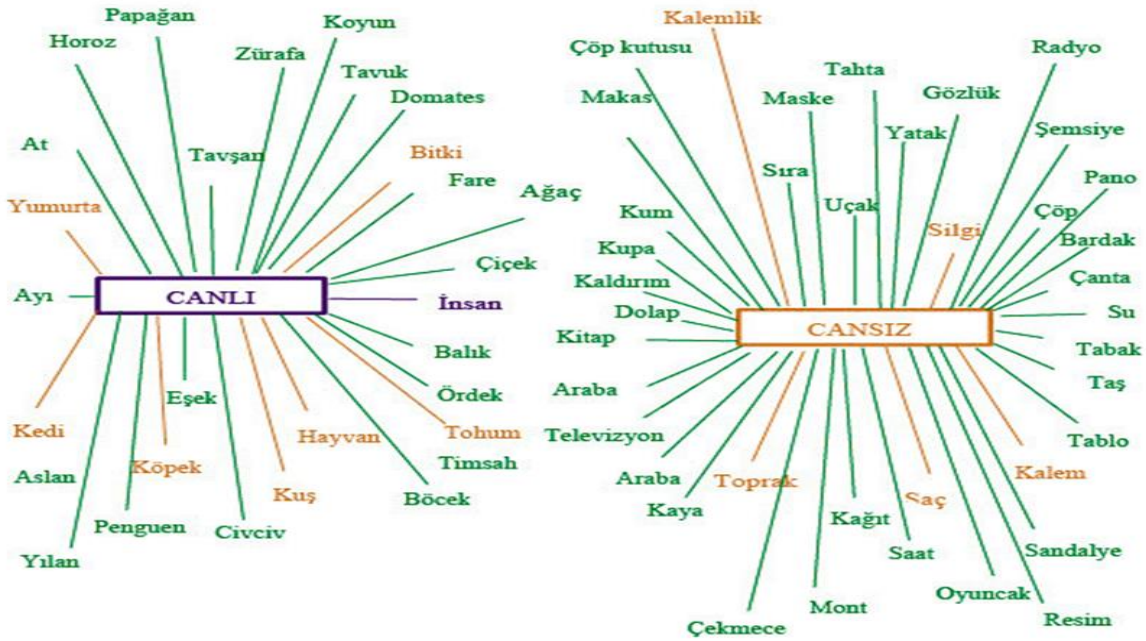 Papağan
Horoz
Koyun
Zürafa
Tavuk
Domates
At
Tavşan
Bitki
Fare
Ağaç
Yumurta
Çiçek
Ayı
CANLI
İnsan
Balık
Eşek
Ördek
Kedi
Hayvan
Tohum
Aslan
Köpek
Timsah
Kuş
Böcek
Penguen
Civciv
Yılan
Kalemlik
Çöp kutusu
Radyo
Tahta
Makas
Maske
Gözlük
Yatak
Şemsiye
Sıra
Pano
Kum
Uçak
Çöp
Silgi
Bardak
Kupa
Kaldırım
Çanta
Dolap
Su
Kitap
CANSIZ
Tabak
Taş
Araba
Televizyon
Tablo
Araba
Toprak
Kalem
Kaya
Saç
Kağıt
Saat
Sandalye
Oyuncak
Mont
Resim
Çekmece